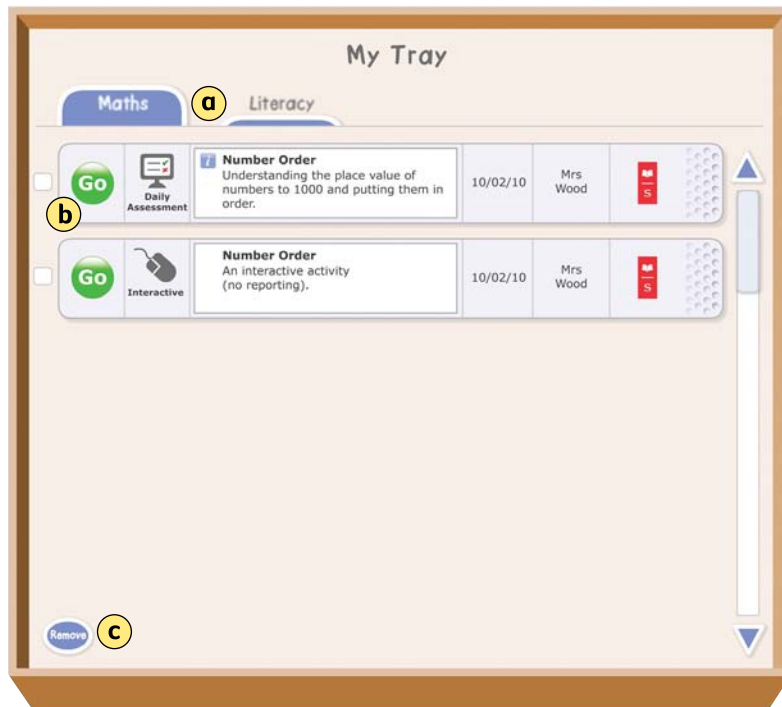 My Tray
Maths
a
Literacy
Go
b
Daily
Assessment
i
Number Order
Understanding the place value of
numbers to 1000 and putting them in
order.
10/02/10
Mrs
Wood
S
Go
Interactive
Number Order
An interactive activity
(no reporting).
10/02/10
Mrs
Wood
S
Remove
c